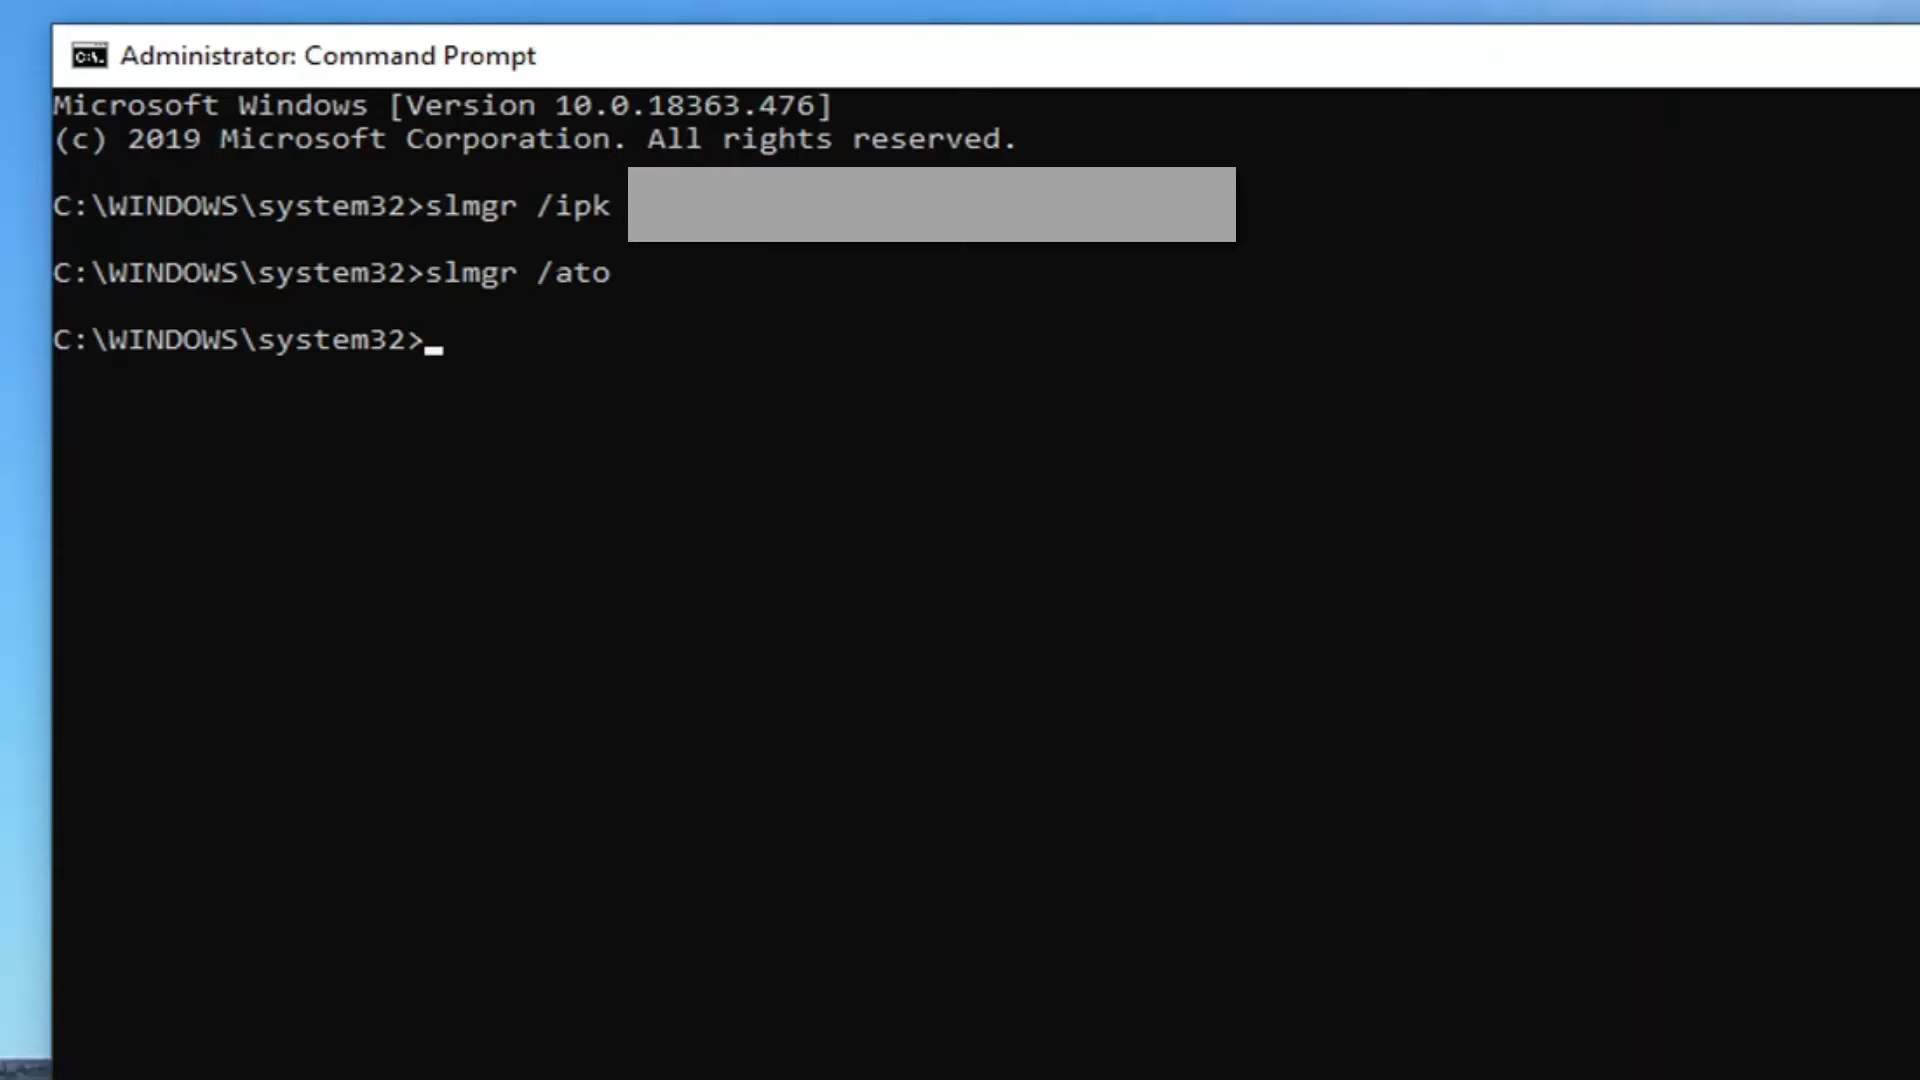 Administrator: Command Prompt
Microsoft Windows [Version 10.0.18363.476]
(c) 2019 Microsoft Corporation. All rights reserved.
C:\WINDOWS\system32>slmgr /ipk
C:\WINDOWS\system32>slmgr /ato
C:\WINDOWS\system32>